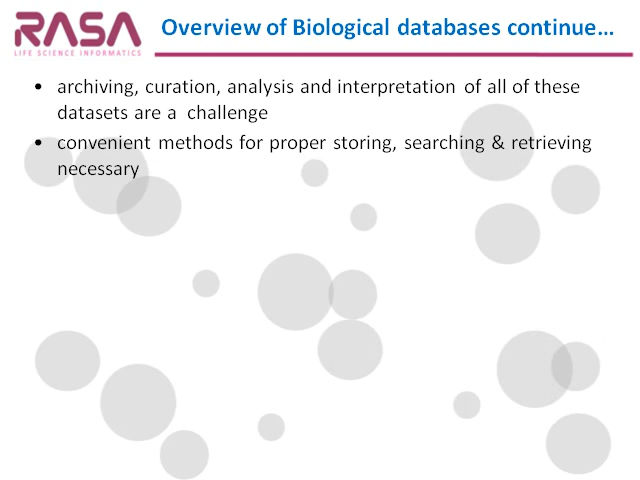 RASA
LIFE SCIENCE INFORMATICS
Overview of Biological databases continue...
• archiving, curation, analysis and interpretation of all of these
datasets are a challenge
• convenient methods for proper storing, searching & retrieving
necessary